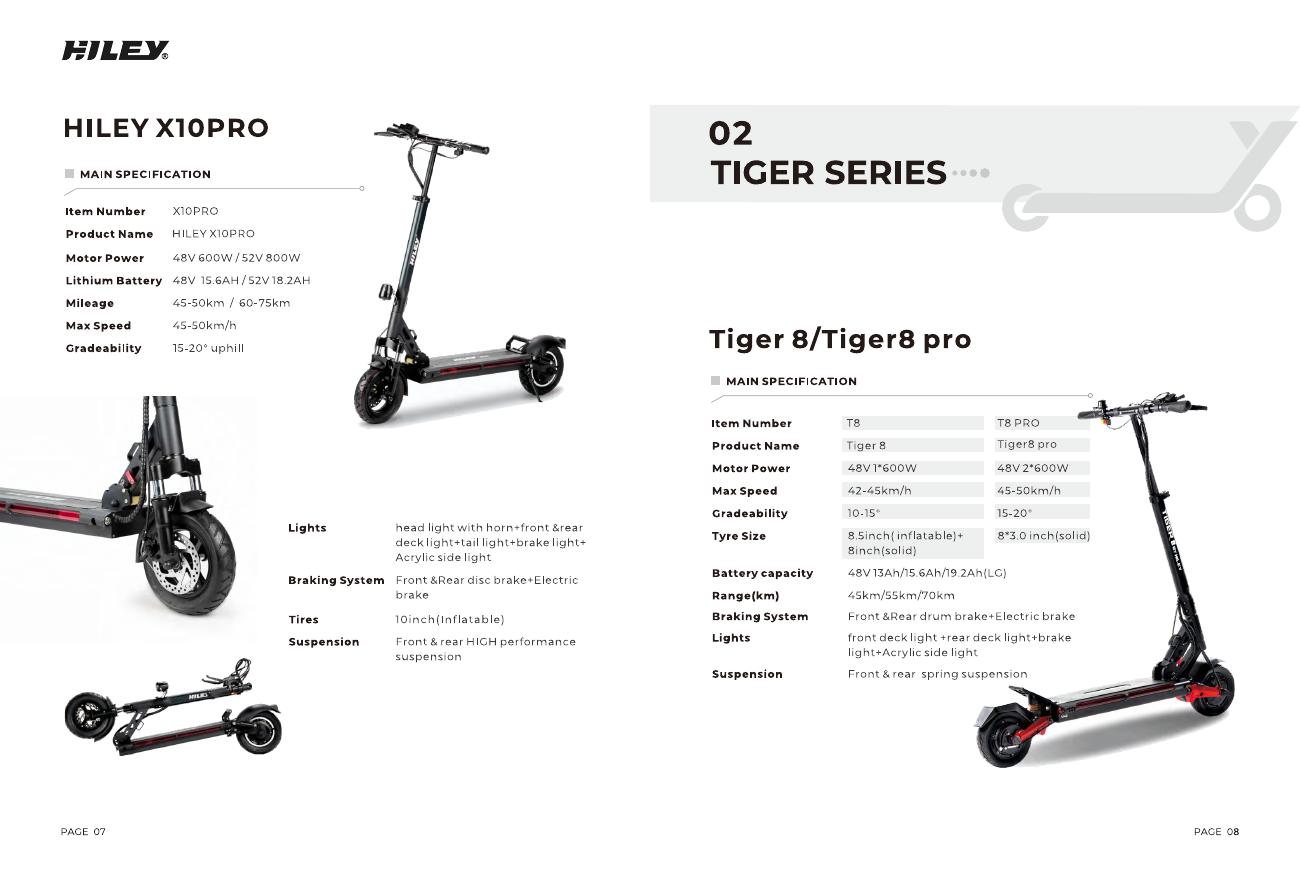 HILEY®
HILEY X10PRO
MAIN SPECIFICATION
Item Number X10PRO
Product Name HILEY X10PRO
Motor Power 48V 600W / 52V 800W
Lithium Battery 48V 15.6AH / 52V 18.2AH
Mileage 45-50km / 60-75km
Max Speed 45-50km/h
Gradeability 15-20° uphill
HILEY
Lights head light with horn+front &rear
deck light+tail light+brake light+
Acrylic side light
Braking System Front &Rear disc brake+Electric
brake
Tires 10inch(Inflatable)
Suspension Front & rear HIGH performance
suspension
HILEY
PAGE 07
02
TIGER SERIES
Tiger 8/Tiger8 pro
MAIN SPECIFICATION
Item Number T8 T8 PRO
Product Name Tiger 8 Tiger8 pro
Motor Power 48V 1*600W 48V 2*600W
Max Speed 42-45km/h 45-50km/h
Gradeability 10-15° 15-20°
Tyre Size 8.5inch( inflatable)+ 8*3.0 inch(solid)
8inch(solid)
Battery capacity 48V 13Ah/15.6Ah/19.2Ah(LG)
Range(km) 45km/55km/70km
Braking System Front &Rear drum brake+Electric brake
Lights front deck light +rear deck light+brake
light+Acrylic side light
Suspension Front & rear spring suspension
PAGE 08